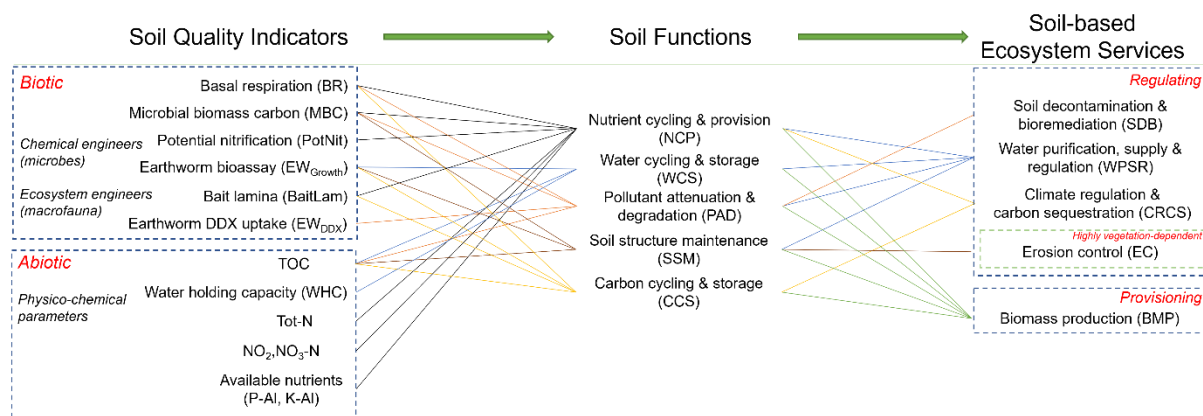 Soil Quality Indicators
Soil Functions
Soil-based
Ecosystem Services
Biotic
Basal respiration (BR)
Microbial biomass carbon (MBC)
Chemical engineers
(microbes)
Potential nitrification (PotNit)
Earthworm bioassay (EWGrowth)
Ecosystem engineers
(macrofauna)
Bait lamina (BaitLam)
Earthworm DDX uptake (EWDDX)
Abiotic
TOC
Physico-chemical
parameters
Water holding capacity (WHC)
Tot-N
NO2,NO3-N
Available nutrients
(P-Al, K-Al)
Nutrient cycling & provision
(NCP)
Water cycling & storage
(WCS)
Pollutant attenuation
& degradation (PAD)
Soil structure maintenance
(SSM)
Carbon cycling & storage
(CCS)
Regulating
Soil decontamination &
bioremediation (SDB)
Water purification, supply &
regulation (WPSR)
Climate regulation &
carbon sequestration (CRCS)
Highly vegetation-dependent
Erosion control (EC)
Provisioning
Biomass production (BMP)